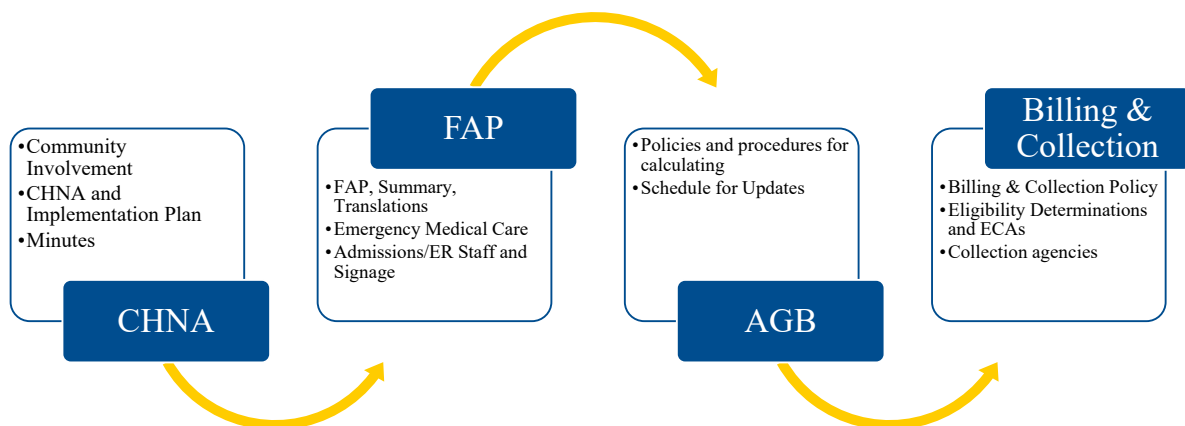 •Community
Involvement
•CHNA and
Implementation Plan
•Minutes
CHNA
FAP
•FAP, Summary,
Translations
•Emergency Medical Care
•Admissions/ER Staff and
Signage
•Policies and procedures for
calculating
•Schedule for Updates
AGB
Billing &
Collection
•Billing & Collection Policy
•Eligibility Determinations
and ECAs
•Collection agencies